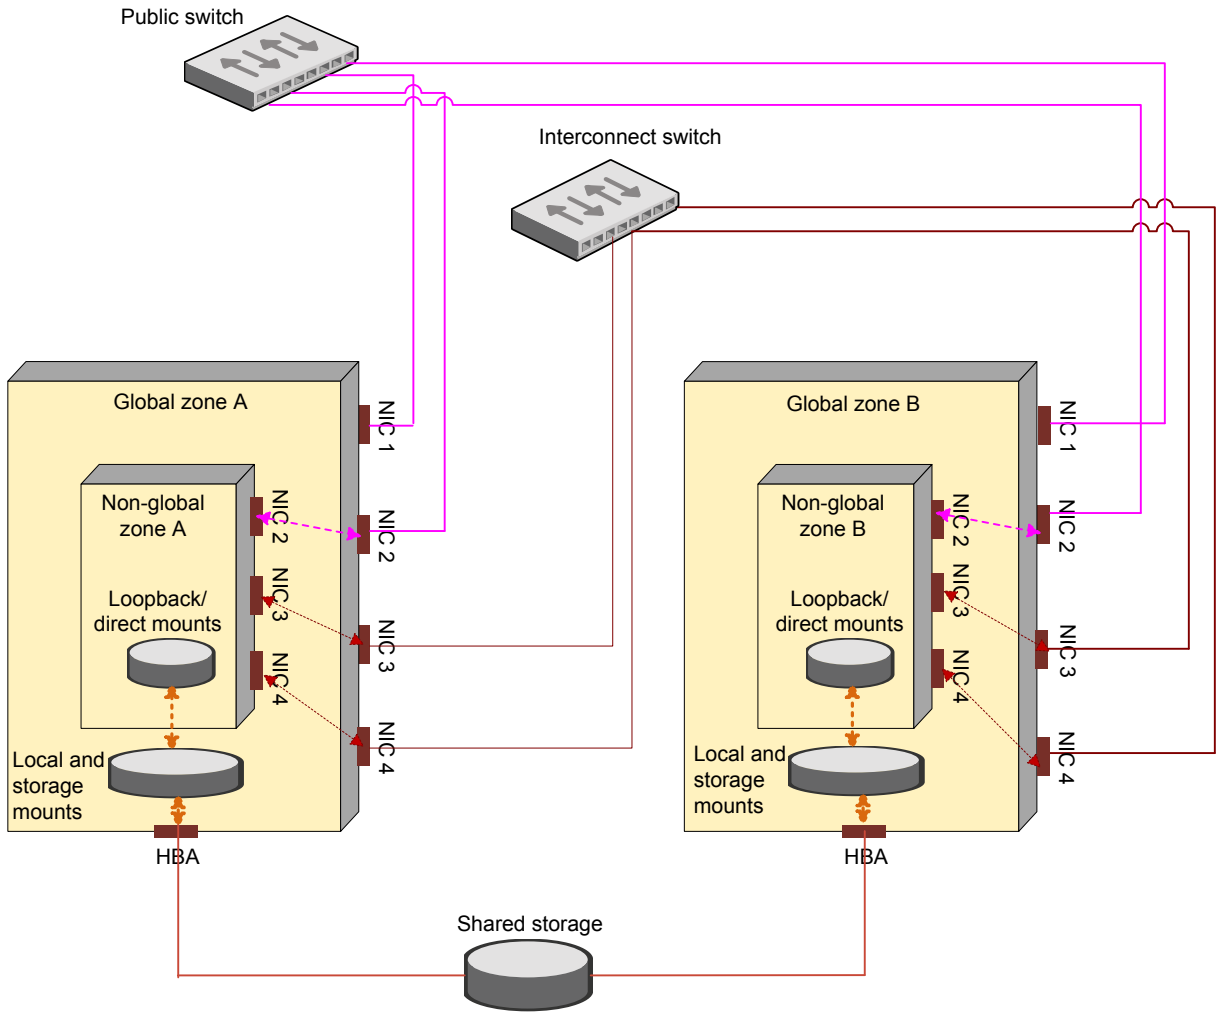 Public switch
Interconnect switch
Global zone A
NIC 1
Non-global
zone A
NIC 2
NIC 2
NIC 3
Loopback/
direct mounts
NIC 3
NIC 4
NIC 4
Local and
storage
mounts
HBA
Global zone B
NIC 1
Non-global
zone B
NIC 2
NIC 2
NIC 3
Loopback/
direct mounts
NIC 3
NIC 4
NIC 4
Local and
storage
mounts
HBA
Shared storage